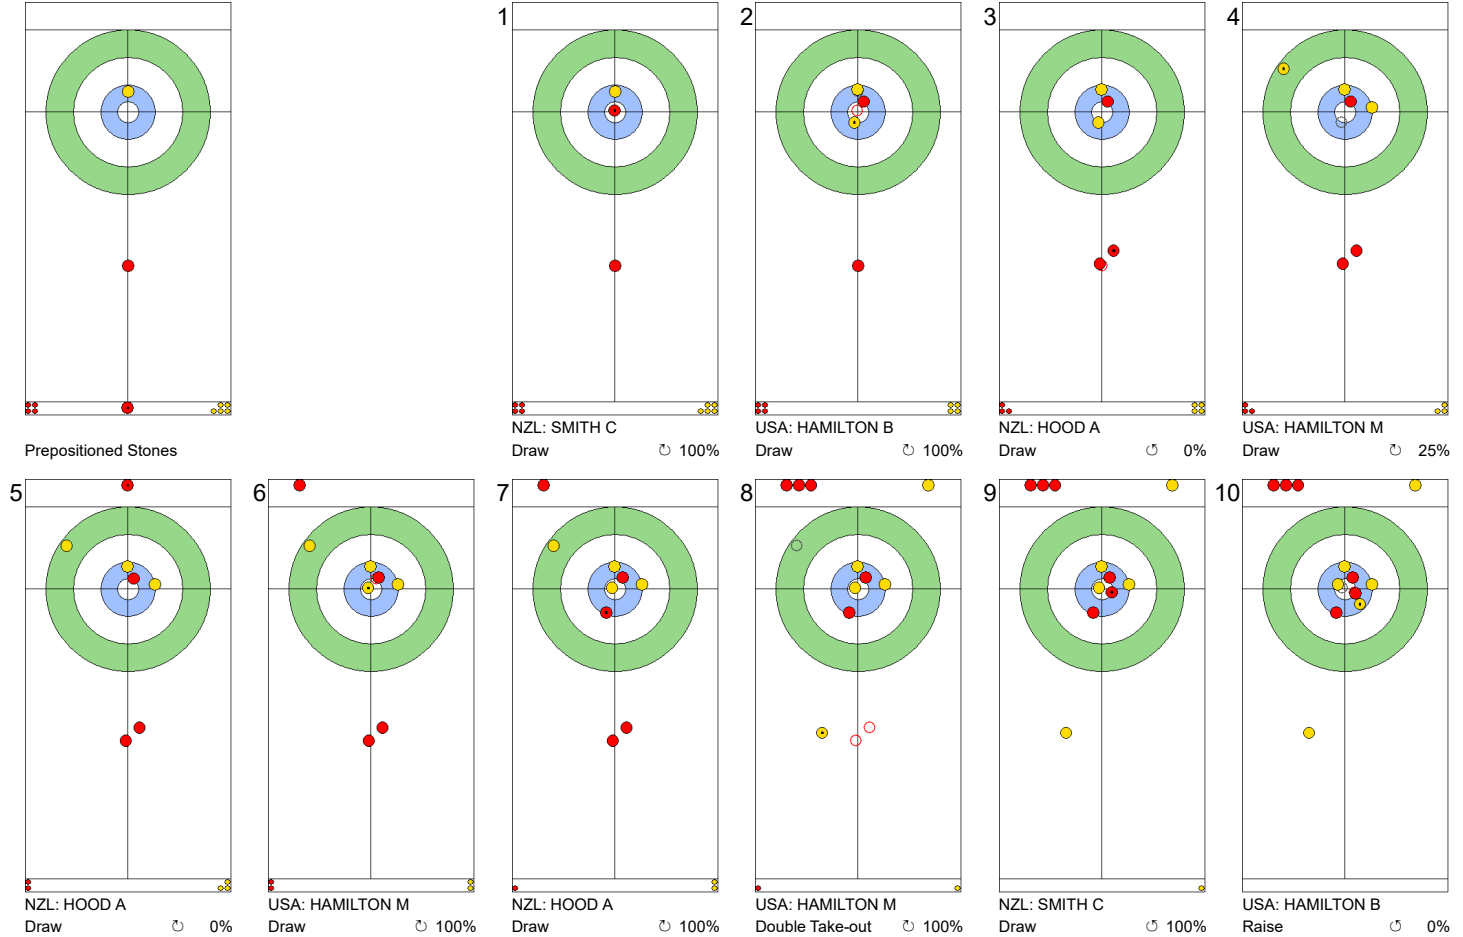 1
2
3
4
Prepositioned Stones
NZL: SMITH C
Draw ↻ 100%
USA: HAMILTON B
Draw ↻ 100%
NZL: HOOD A
Draw ↺ 0%
USA: HAMILTON M
Draw ↻ 25%
5
6
7
8
9
10
NZL: HOOD A
Draw ↻ 0%
USA: HAMILTON M
Draw ↻ 100%
NZL: HOOD A
Draw ↻ 100%
USA: HAMILTON M
Double Take-out ↻ 100%
NZL: SMITH C
Draw ↺ 100%
USA: HAMILTON B
Raise ↺ 0%